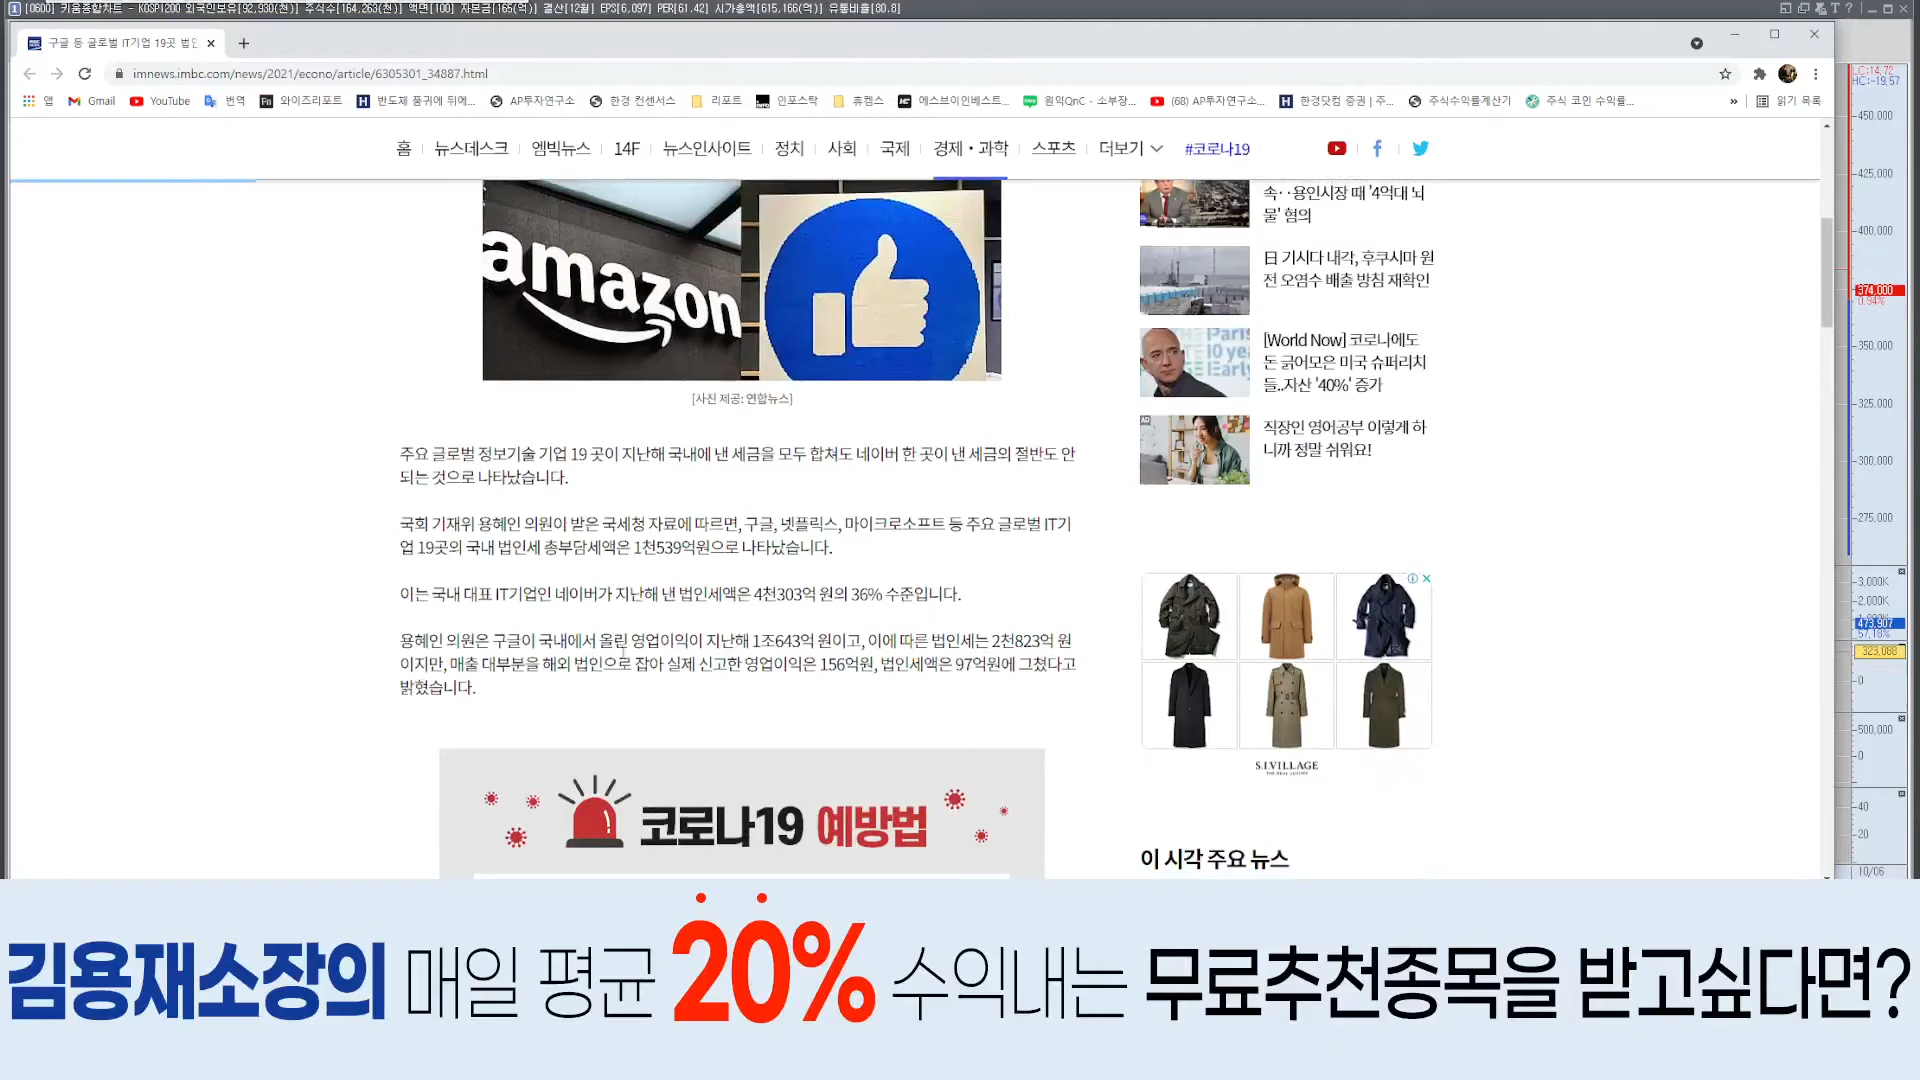 [0600] 키움종합차트 - KOSPI200 외국인보유[92,930(천)] 주식수[164,263(천)] 액면[100] 자본금[165(억)] 결산[12월] EPS[6,097] PER[61.42] 시가총액[615,166(억)] 유통비율[80.8]
구글 등 글로벌 IT기업 19곳 법인
imnews.imbc.com/news/2021/econo/article/6305301_34887.html
앱 Gmail YouTube 번역 와이즈리포트 반도체 품귀에 뒤에... AP투자연구소 한경 컨센서스 리포트 인포스탁 휴켐스 에스브이인베스트... 원익QnC - 소부장... (68) AP투자연구소... 한경닷컴 증권 | 주... 주식수익률계산기 주식 코인 수익률... » 읽기 목록
홈 뉴스데스크 엠빅뉴스 14F 뉴스인사이트 정치 사회 국제 경제・과학 스포츠 더보기 #코로나19
amazon
[사진 제공: 연합뉴스]
주요 글로벌 정보기술 기업 19 곳이 지난해 국내에 낸 세금을 모두 합쳐도 네이버 한 곳이 낸 세금의 절반도 안
되는 것으로 나타났습니다.
국회 기재위 용혜인 의원이 받은 국세청 자료에 따르면, 구글, 넷플릭스, 마이크로소프트 등 주요 글로벌 IT기
업 19곳의 국내 법인세 총부담세액은 1천539억원으로 나타났습니다.
이는 국내 대표 IT기업인 네이버가 지난해 낸 법인세액은 4천303억 원의 36% 수준입니다.
용혜인 의원은 구글이 국내에서 올린 영업이익이 지난해 1조643억 원이고, 이에 따른 법인세는 2천823억 원
이지만, 매출 대부분을 해외 법인으로 잡아 실제 신고한 영업이익은 156억원, 법인세액은 97억원에 그쳤다고
밝혔습니다.
코로나19 예방법
속··용인시장 때 '4억대 뇌
물' 혐의
日 기시다 내각, 후쿠시마 원
전 오염수 배출 방침 재확인
[World Now] 코로나에도
돈 긁어모은 미국 슈퍼리치
들..자산 '40%' 증가
AD
직장인 영어공부 이렇게 하
니까 정말 쉬워요!
S.I.VILLAGE
이 시각 주요 뉴스
LC:14.72
HC:-19.57
450,000
425,000
400,000
374,000
0.94%
350,000
325,000
300,000
275,000
3,000K
2,000K
473,907
57.18%
323,088
0
500,000
0
40
20
10/06
김용재소장의 매일 평균 20% 수익내는 무료추천종목을 받고싶다면?